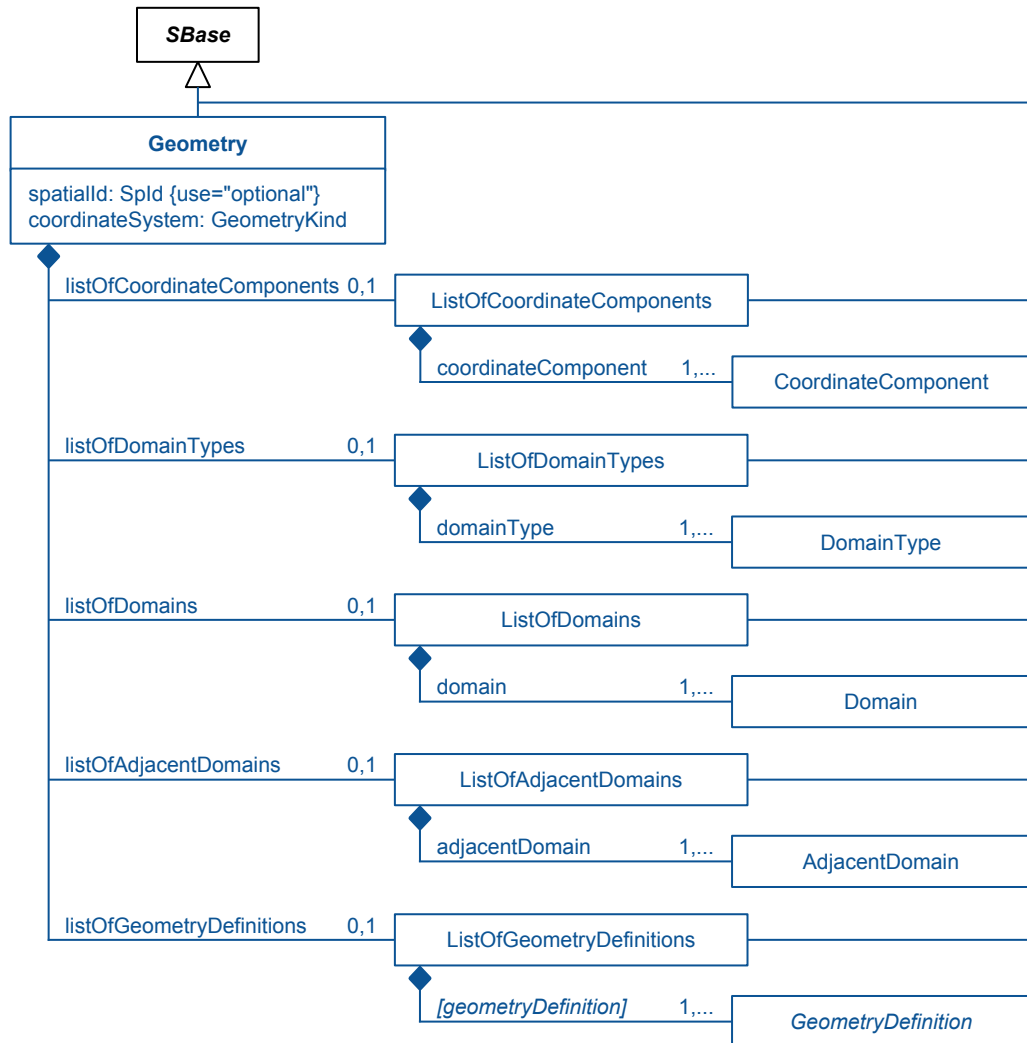 SBase
Geometry
spatialId: SpId {use="optional"}
coordinateSystem: GeometryKind
listOfCoordinateComponents 0,1
ListOfCoordinateComponents
coordinateComponent 1,...
CoordinateComponent
listOfDomainTypes 0,1
ListOfDomainTypes
domainType 1,...
DomainType
listOfDomains 0,1
ListOfDomains
domain 1,...
Domain
listOfAdjacentDomains 0,1
ListOfAdjacentDomains
adjacentDomain 1,...
AdjacentDomain
listOfGeometryDefinitions 0,1
ListOfGeometryDefinitions
[geometryDefinition] 1,...
GeometryDefinition